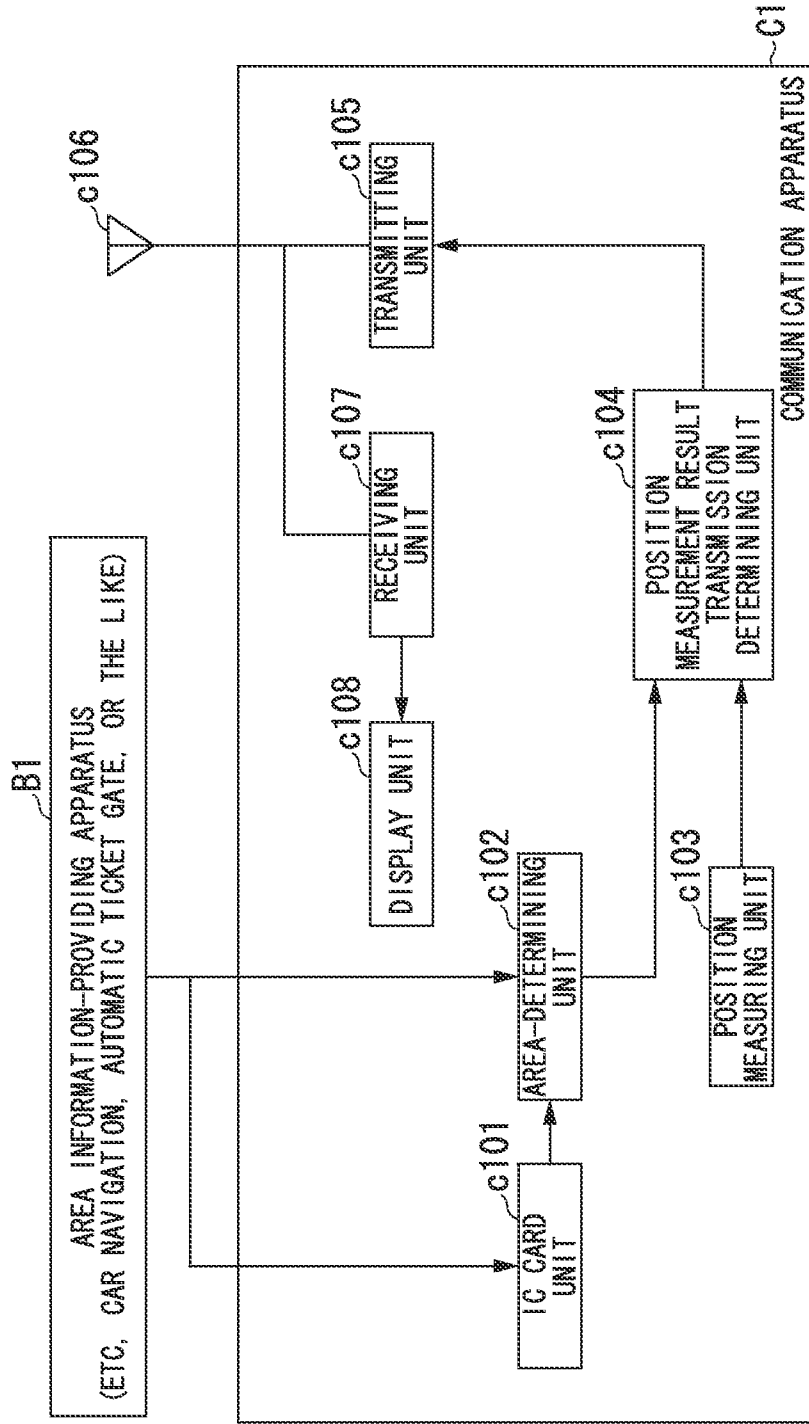 B1
AREA INFORMATION-PROVIDING APPARATUS
(ETC, CAR NAVIGATION, AUTOMATIC TICKET GATE, OR THE LIKE)
c106
c101
IC CARD
UNIT
c102
AREA-DETERMINING
UNIT
c108
DISPLAY UNIT
c107
RECEIVING
UNIT
c105
TRANSMITTING
UNIT
c103
POSITION
MEASURING UNIT
c104
POSITION
MEASUREMENT RESULT
TRANSMISSION
DETERMINING UNIT
COMMUNICATION APPARATUS
C1